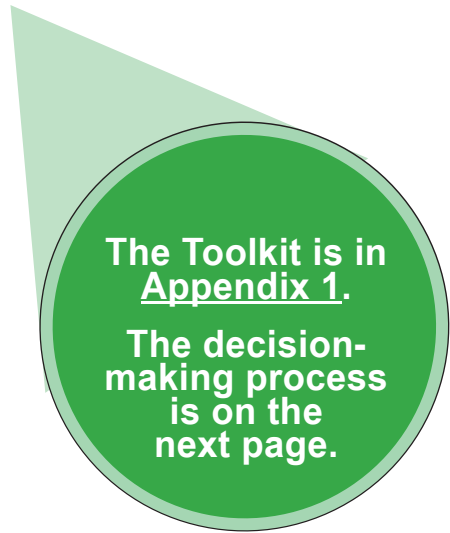 The Toolkit is in
Appendix 1.
The decision-
making process
is on the
next page.